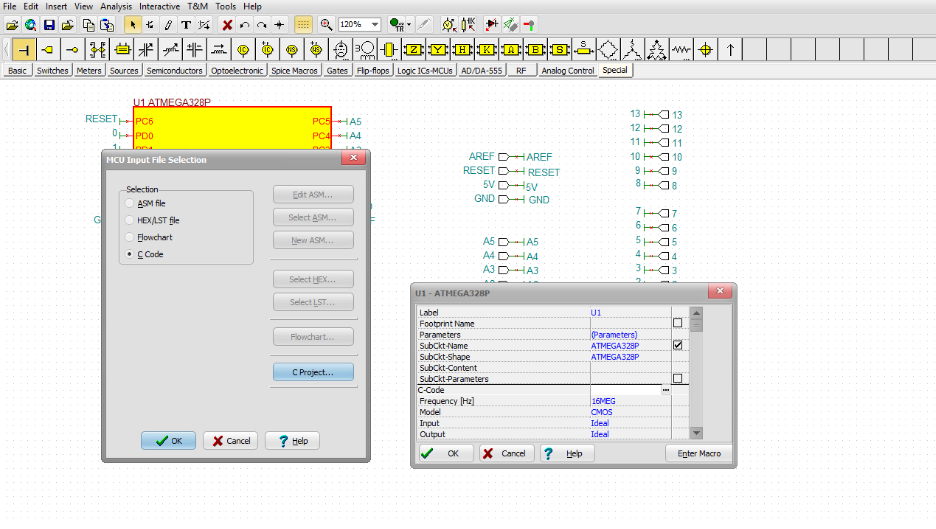 File Edit Insert View Analysis Interactive T&M Tools Help
120%
Basic Switches Meters Sources Semiconductors Optoelectronic Spice Macros Gates Flip-flops Logic ICs-MCUs AD/DA-555 RF Analog Control Special
U1 ATMEGA328P
RESET PC6 PC5 A5
0 PD0 PC4 A4
13 13
12 12
11 11
10 10
9 9
8 8
7 7
6 6
5 5
4 4
3 3
AREF AREF
RESET RESET
5V 5V
GND GND
A5 A5
A4 A4
A3 A3
MCU Input File Selection
Selection
ASM file
HEX/LST file
Flowchart
C Code
Edit ASM...
Select ASM...
New ASM...
Select HEX...
Select LST...
Flowchart...
C Project...
OK Cancel ? Help
U1 - ATMEGA328P
Label U1
Footprint Name
Parameters (Parameters)
SubCkt-Name ATMEGA328P
SubCkt-Shape ATMEGA328P
SubCkt-Content
SubCkt-Parameters
C-Code ...
Frequency [Hz] 16MEG
Model CMOS
Input Ideal
Output Ideal
OK Cancel ? Help Enter Macro